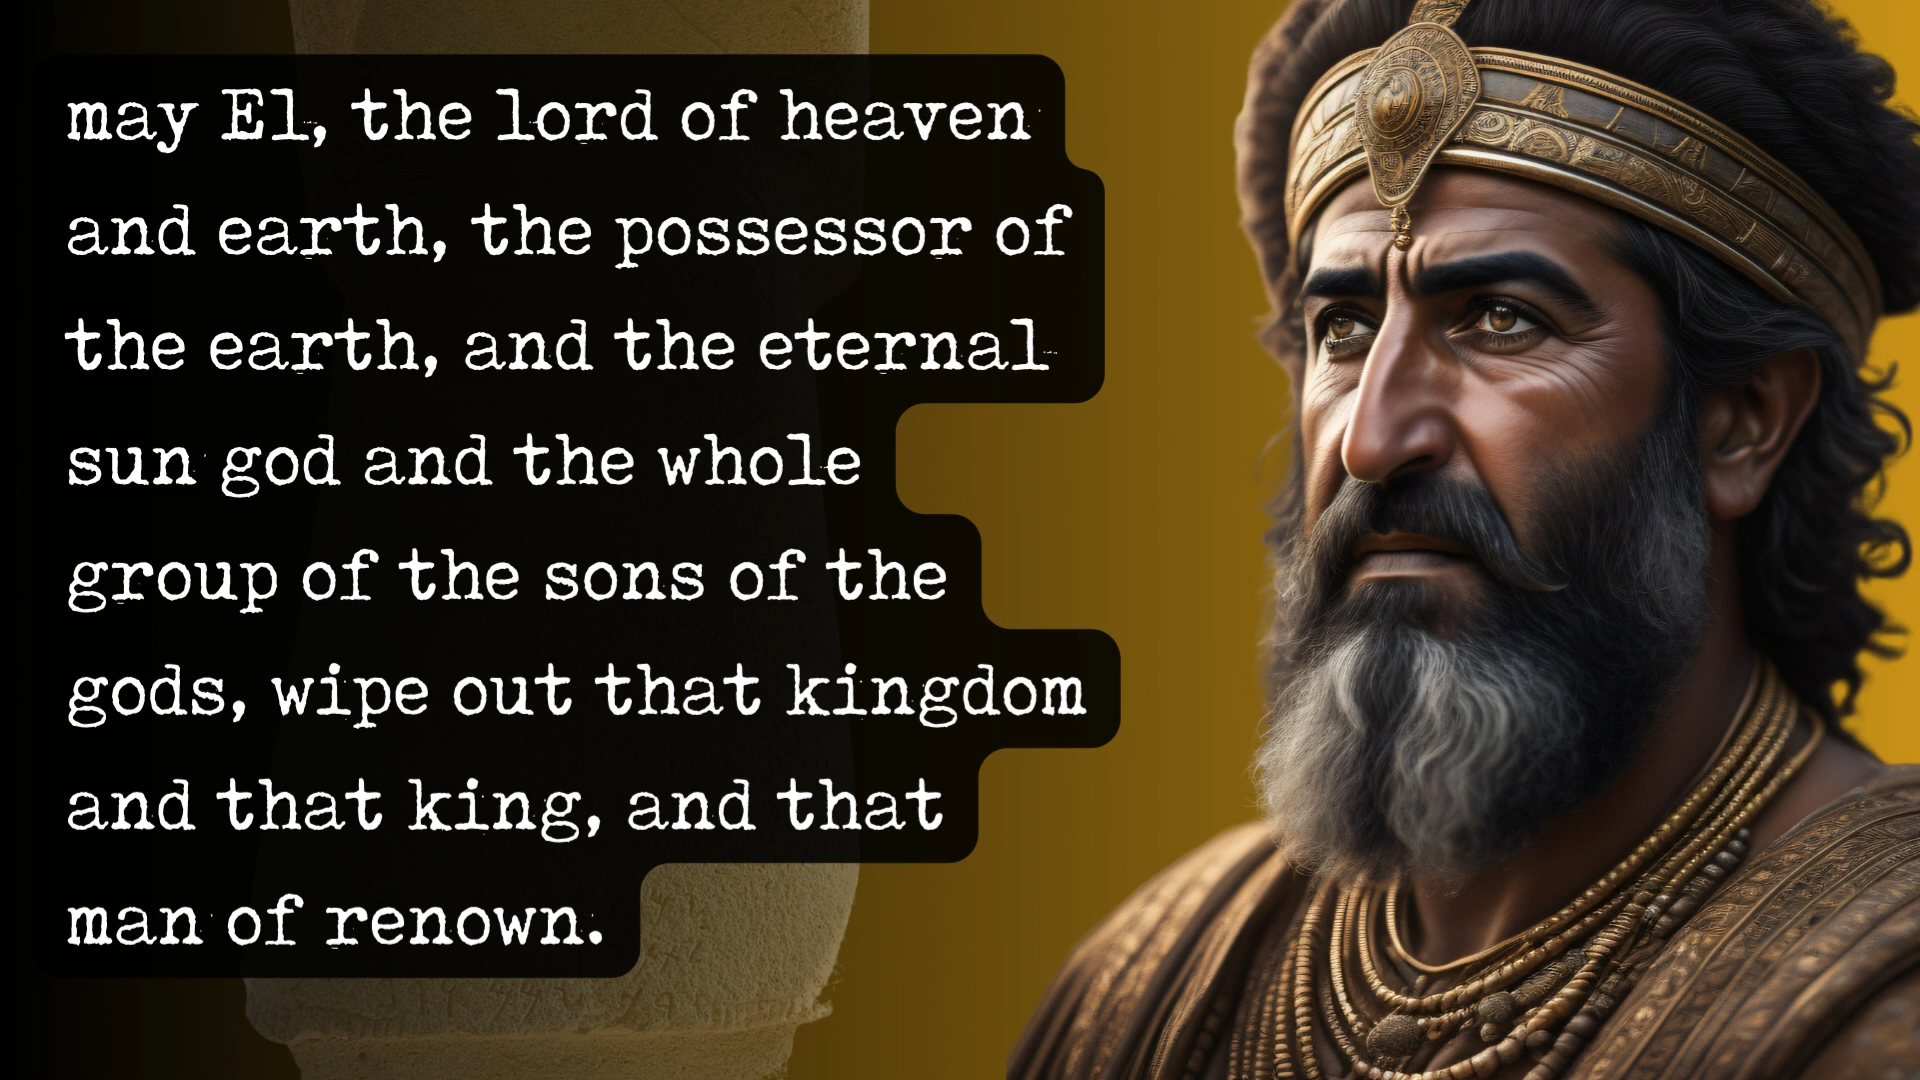 may El, the lord of heaven
and earth, the possessor of
the earth, and the eternal
sun god and the whole
group of the sons of the
gods, wipe out that kingdom
and that king, and that
man of renown.